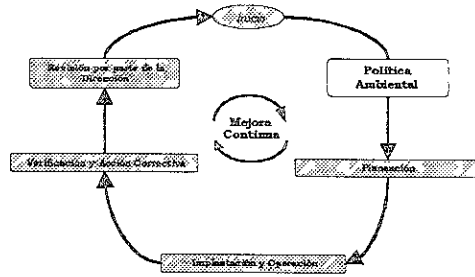 Inicio
Política
Ambiental
Planeación
Implantación y Operación
Verificación y Acción Correctiva
Revisión por parte de la
Dirección
Mejora
Continua